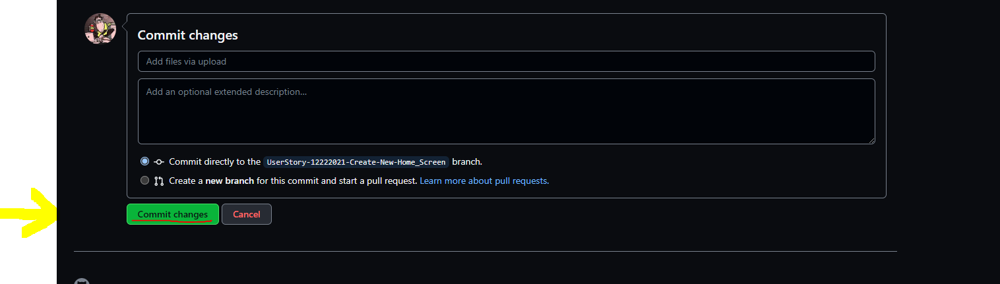 Commit changes
Add files via upload
Add an optional extended description...
Commit directly to the UserStory-12222021-Create-New-Home_Screen branch.
Create a new branch for this commit and start a pull request. Learn more about pull requests.
Commit changes Cancel